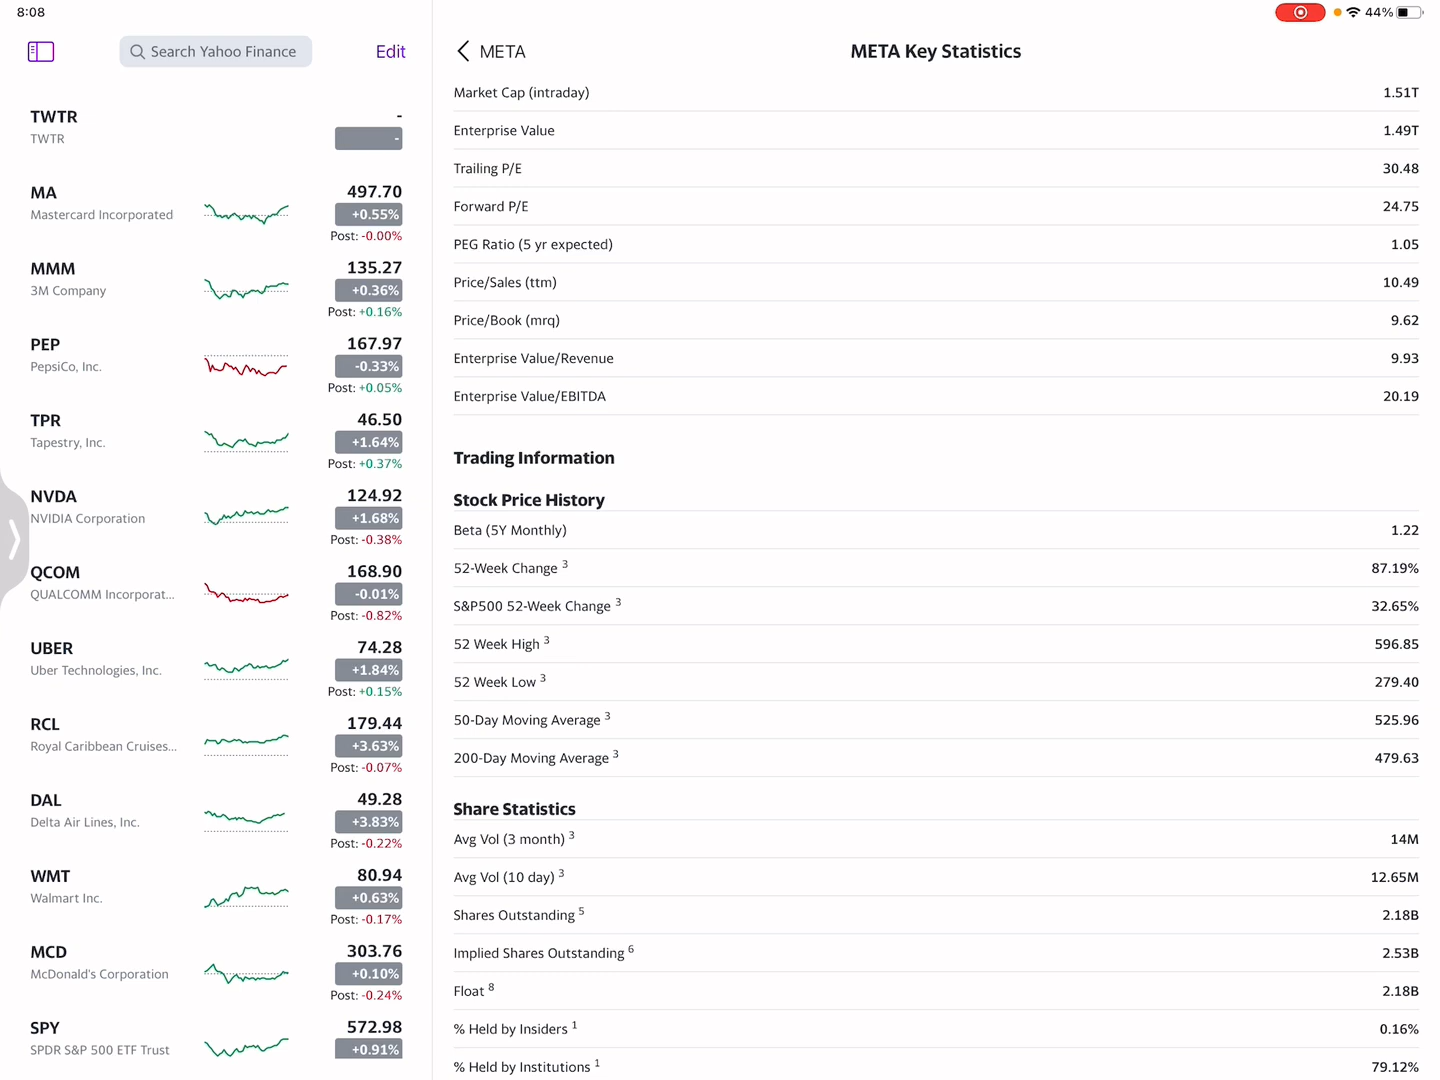 8:08
44%
Search Yahoo Finance
Edit
TWTR
-
TWTR
-
MA
497.70
Mastercard Incorporated
+0.55%
Post: -0.00%
MMM
135.27
3M Company
+0.36%
Post: +0.16%
PEP
167.97
PepsiCo, Inc.
-0.33%
Post: +0.05%
TPR
46.50
Tapestry, Inc.
+1.64%
Post: +0.37%
NVDA
124.92
NVIDIA Corporation
+1.68%
Post: -0.38%
QCOM
168.90
QUALCOMM Incorporat...
-0.01%
Post: -0.82%
UBER
74.28
Uber Technologies, Inc.
+1.84%
Post: +0.15%
RCL
179.44
Royal Caribbean Cruises...
+3.63%
Post: -0.07%
DAL
49.28
Delta Air Lines, Inc.
+3.83%
Post: -0.22%
WMT
80.94
Walmart Inc.
+0.63%
Post: -0.17%
MCD
303.76
McDonald's Corporation
+0.10%
Post: -0.24%
SPY
572.98
SPDR S&P 500 ETF Trust
+0.91%
META
META Key Statistics
Market Cap (intraday) 1.51T
Enterprise Value 1.49T
Trailing P/E 30.48
Forward P/E 24.75
PEG Ratio (5 yr expected) 1.05
Price/Sales (ttm) 10.49
Price/Book (mrq) 9.62
Enterprise Value/Revenue 9.93
Enterprise Value/EBITDA 20.19
Trading Information
Stock Price History
Beta (5Y Monthly) 1.22
52-Week Change 3 87.19%
S&P500 52-Week Change 3 32.65%
52 Week High 3 596.85
52 Week Low 3 279.40
50-Day Moving Average 3 525.96
200-Day Moving Average 3 479.63
Share Statistics
Avg Vol (3 month) 3 14M
Avg Vol (10 day) 3 12.65M
Shares Outstanding 5 2.18B
Implied Shares Outstanding 6 2.53B
Float 8 2.18B
% Held by Insiders 1 0.16%
% Held by Institutions 1 79.12%